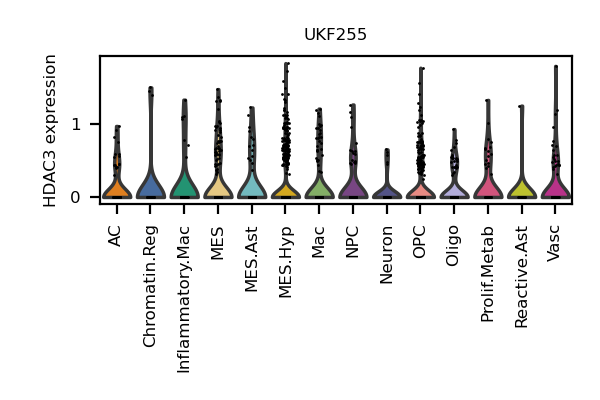 UKF255
HDAC3 expression
1
0
AC
Chromatin.Reg
Inflammatory.Mac
MES
MES.Ast
MES.Hyp
Mac
NPC
Neuron
OPC
Oligo
Prolif.Metab
Reactive.Ast
Vasc